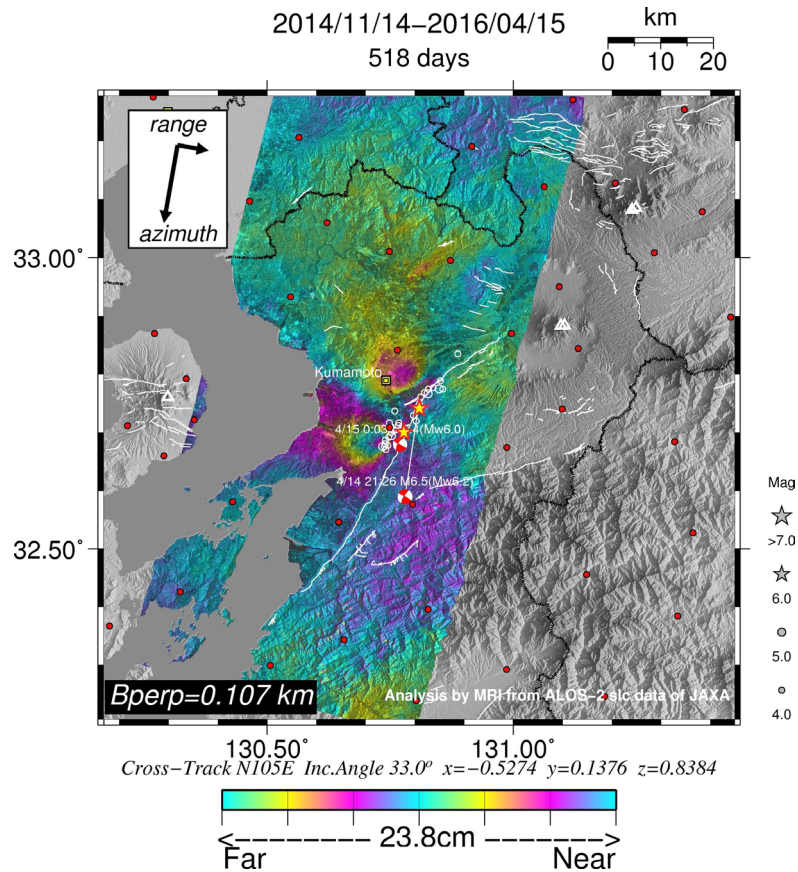 2014/11/14−2016/04/15
518 days
km
0 10 20
range
azimuth
33.00°
Kumamoto
4/15 0:03 4(Mw6.0)
4/14 21:26 M6.5(Mw6.2)
32.50°
Mag
>7.0
6.0
5.0
4.0
Bperp=0.107 km
Analysis by MRI from ALOS−2 slc data of JAXA
130.50° 131.00°
Cross−Track N105E Inc.Angle 33.0° x=−0.5274 y=0.1376 z=0.8384
<−−−−−−− 23.8cm −−−−−−−>
Far Near